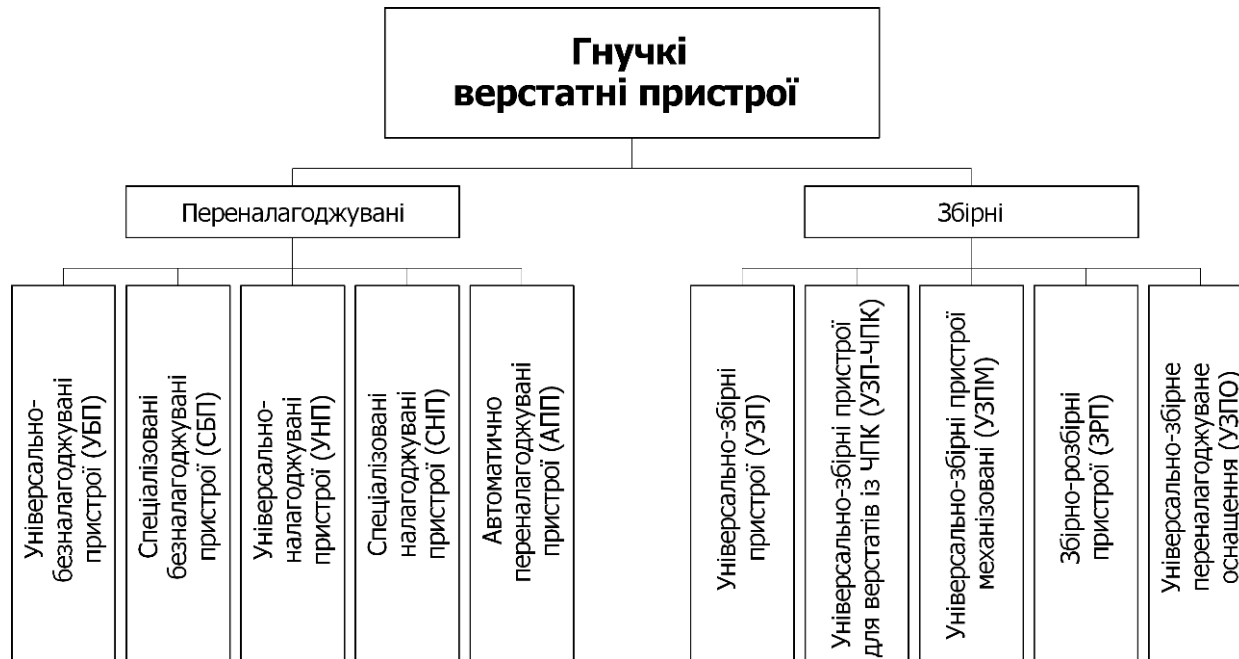 Гнучкі
верстатні пристрої
Переналагоджувані
Збірні
Універсально-
безналагоджувані
пристрої (УБП)
Спеціалізовані
безналагоджувані
пристрої (СБП)
Універсально-
налагоджувані
пристрої (УНП)
Спеціалізовані
налагоджувані
пристрої (СНП)
Автоматично
переналагоджувані
пристрої (АПП)
Універсально-збірні
пристрої (УЗП)
Універсально-збірні пристрої
для верстатів із ЧПК (УЗП-ЧПК)
Універсально-збірні пристрої
механізовані (УЗПМ)
Збірно-розбірні
пристрої (ЗРП)
Універсально-збірне
переналагоджуване
оснащення (УЗПО)